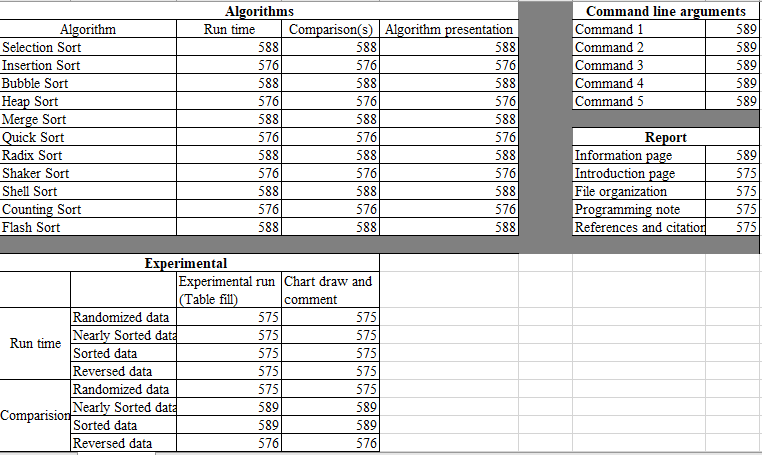 Algorithms
Algorithm Run time Comparison(s) Algorithm presentation
Selection Sort 588 588 588
Insertion Sort 576 576 576
Bubble Sort 588 588 588
Heap Sort 576 576 576
Merge Sort 588 588 588
Quick Sort 576 576 576
Radix Sort 588 588 588
Shaker Sort 576 576 576
Shell Sort 588 588 588
Counting Sort 576 576 576
Flash Sort 588 588 588
Command line arguments
Command 1 589
Command 2 589
Command 3 589
Command 4 589
Command 5 589
Report
Information page 589
Introduction page 575
File organization 575
Programming note 575
References and citation 575
Experimental
Experimental run (Table fill) Chart draw and comment
Run time
Randomized data 575 575
Nearly Sorted data 575 575
Sorted data 575 575
Reversed data 575 575
Comparision
Randomized data 575 575
Nearly Sorted data 589 589
Sorted data 589 589
Reversed data 576 576